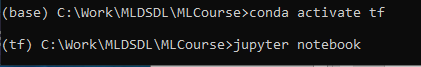 (base) C:\Work\MLDSDL\MLCourse>conda activate tf
(tf) C:\Work\MLDSDL\MLCourse>jupyter notebook